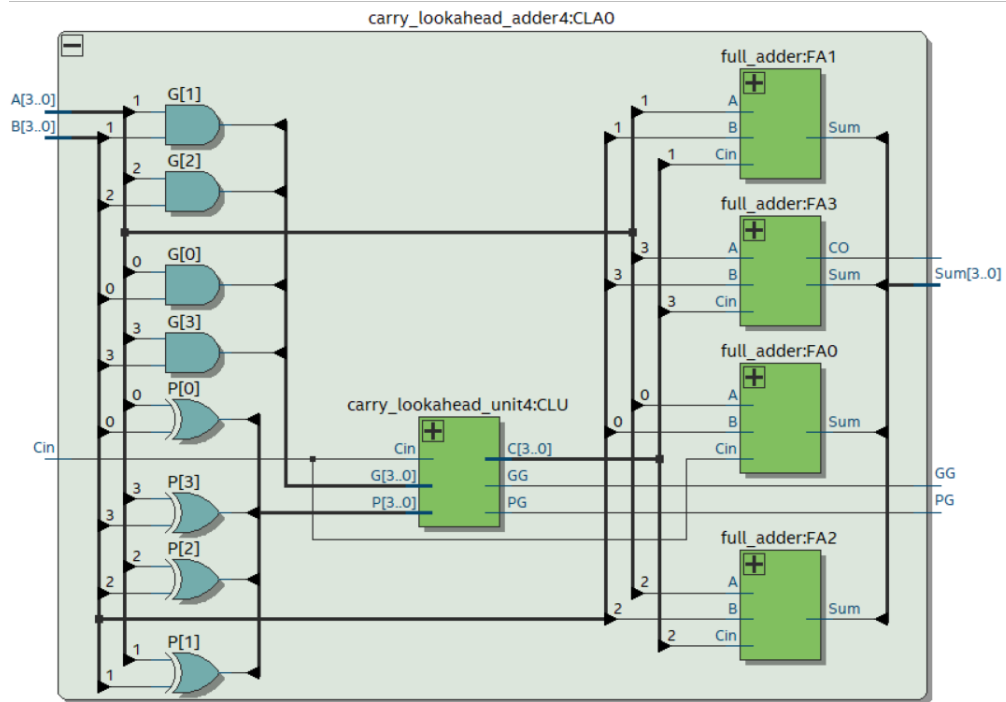 carry_lookahead_adder4:CLA0
A[3..0]
B[3..0]
Cin
1
G[1]
1
2
G[2]
2
0
G[0]
0
3
G[3]
3
0
P[0]
0
3
P[3]
3
2
P[2]
2
1
P[1]
1
carry_lookahead_unit4:CLU
Cin
G[3..0]
P[3..0]
C[3..0]
GG
PG
full_adder:FA1
1
A
1
B
1
Cin
Sum
full_adder:FA3
3
A
3
B
3
Cin
CO
Sum
full_adder:FA0
0
A
0
B
Cin
Sum
full_adder:FA2
2
A
2
B
2
Cin
Sum
Sum[3..0]
GG
PG